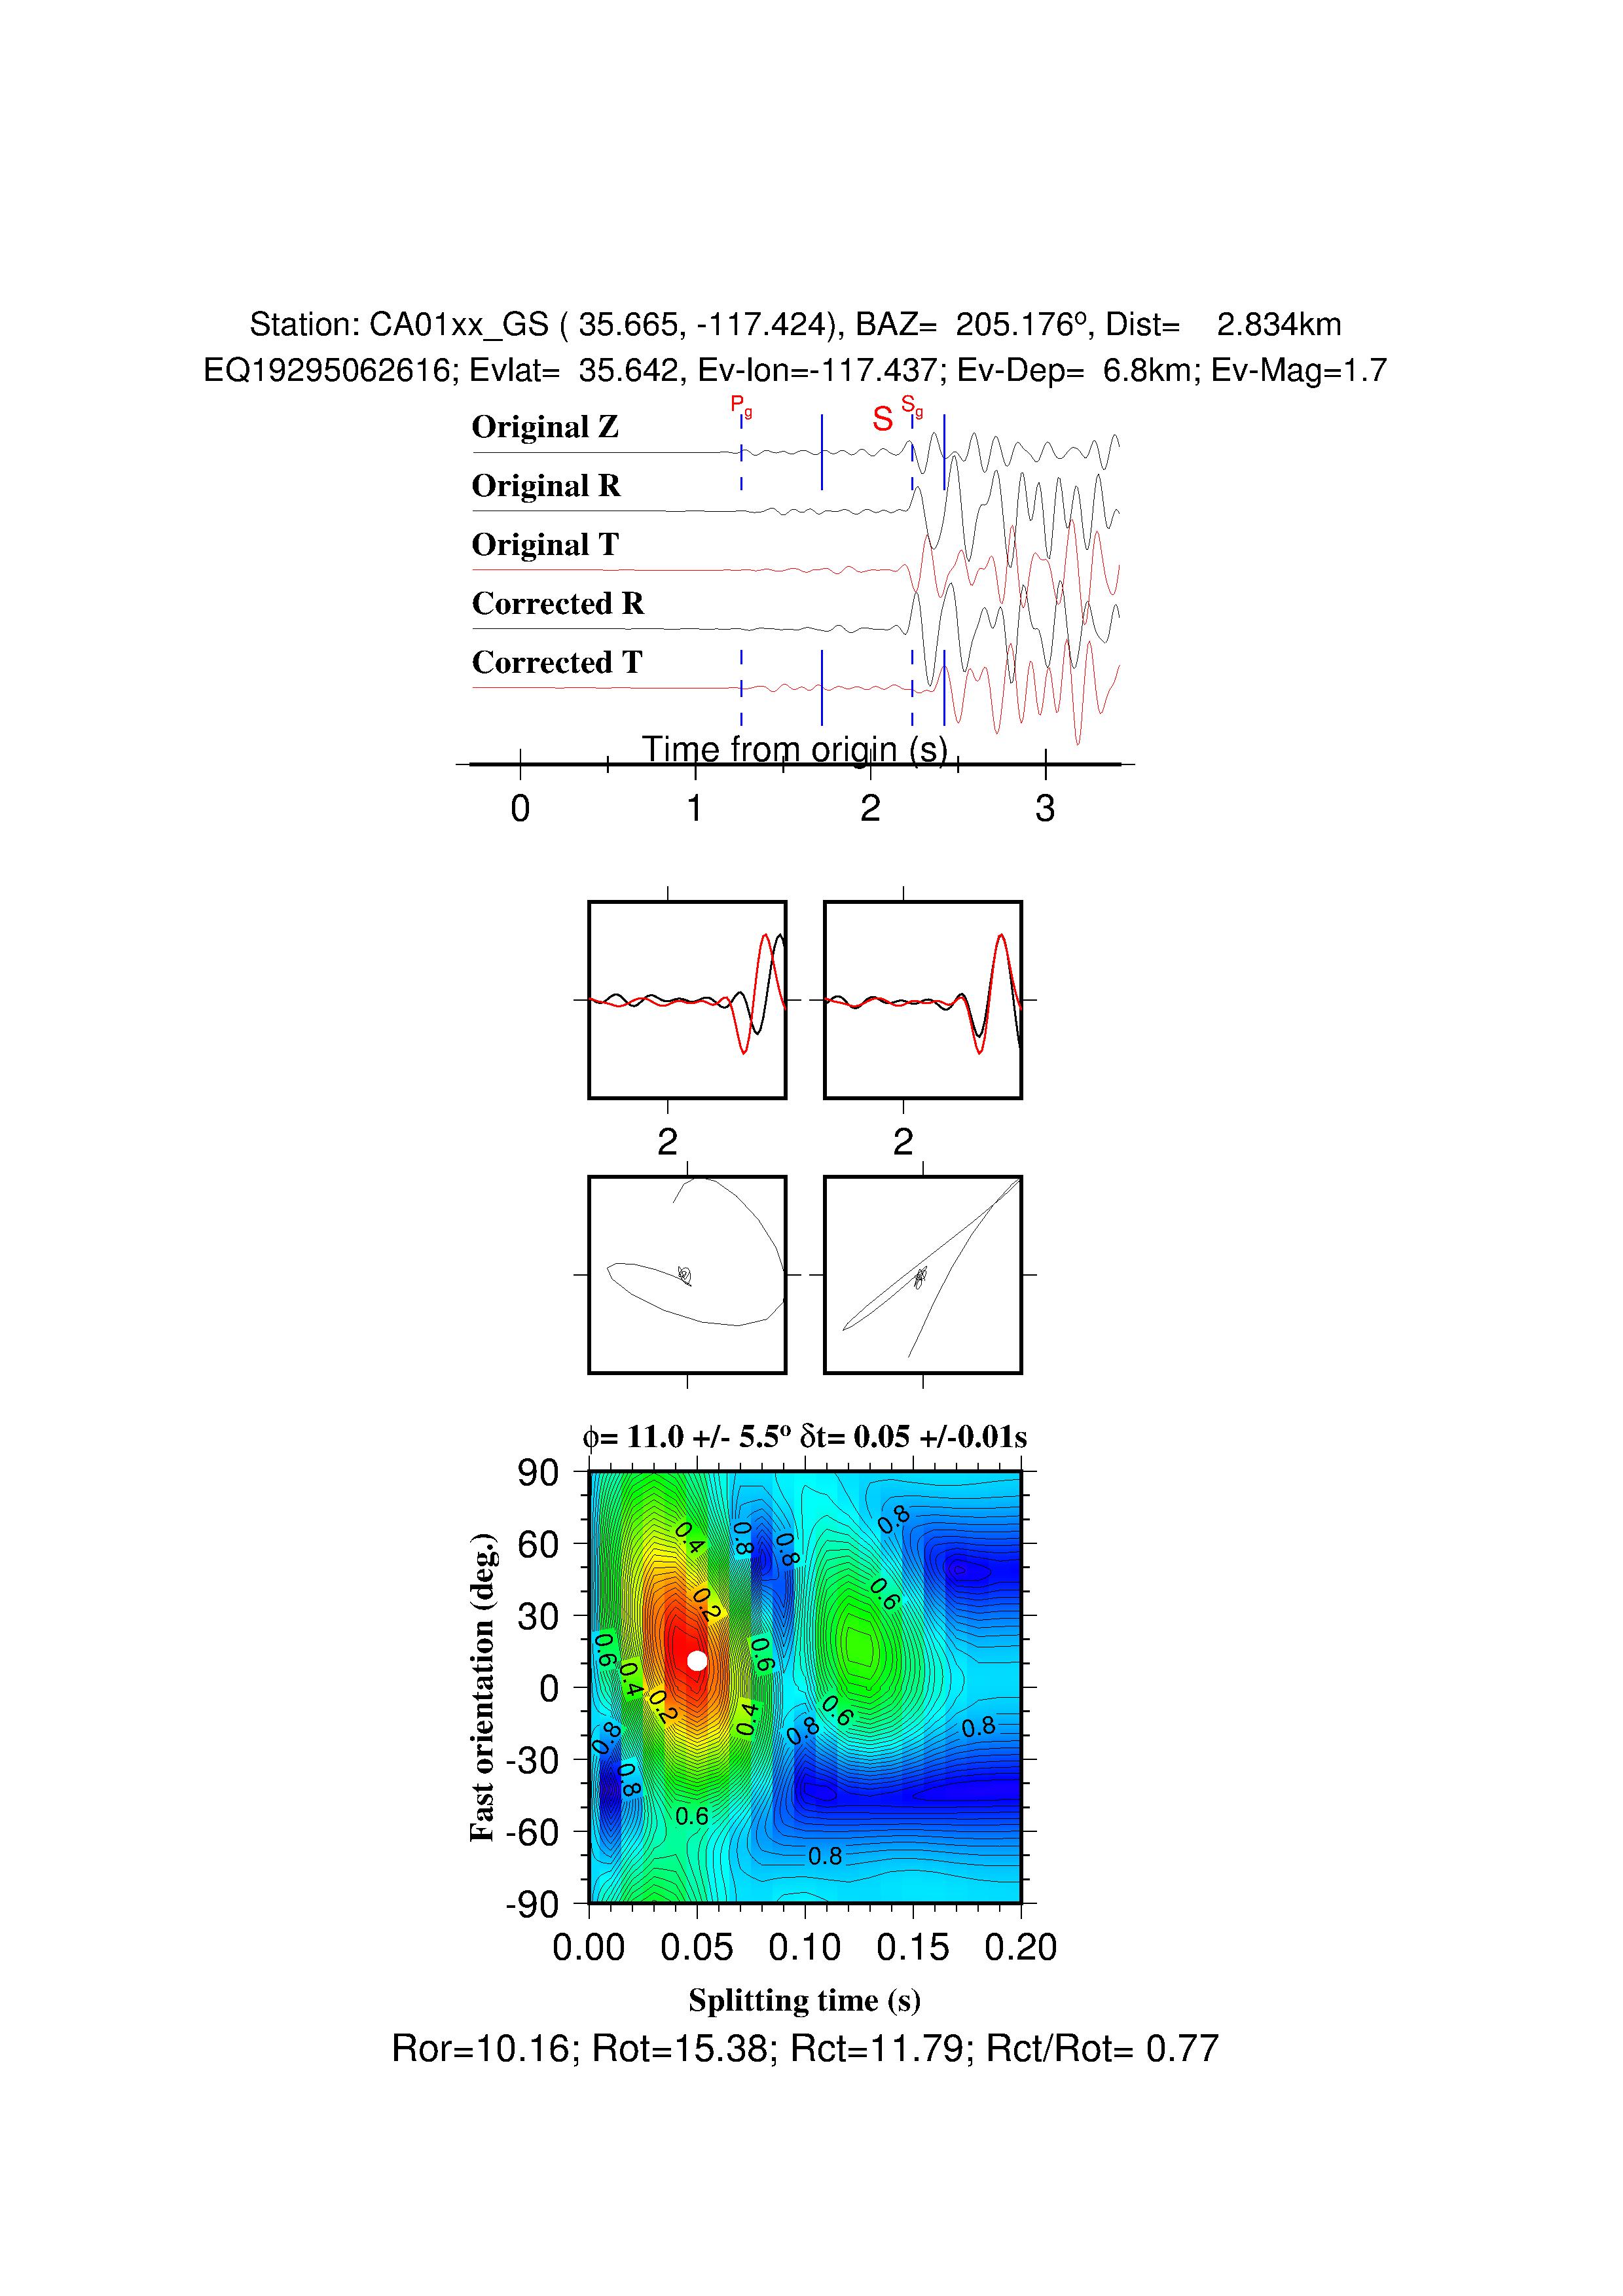 Station: CA01xx_GS ( 35.665, -117.424), BAZ= 205.176º, Dist= 2.834km
EQ19295062616; Evlat= 35.642, Ev-lon=-117.437; Ev-Dep= 6.8km; Ev-Mag=1.7
Pg S Sg
Original Z
Original R
Original T
Corrected R
Corrected T
Time from origin (s)
0 1 2 3
2 2
ϕ= 11.0 +/- 5.5º δt= 0.05 +/-0.01s
Fast orientation (deg.)
90
60
30
0
-30
-60
-90
0.4 0.8 0.8 0.8
0.2 0.6
0.6 0.4 0.6
0.2 0.4 0.6 0.8 0.8
0.8 0.8
0.6
0.8
0.00 0.05 0.10 0.15 0.20
Splitting time (s)
Ror=10.16; Rot=15.38; Rct=11.79; Rct/Rot= 0.77